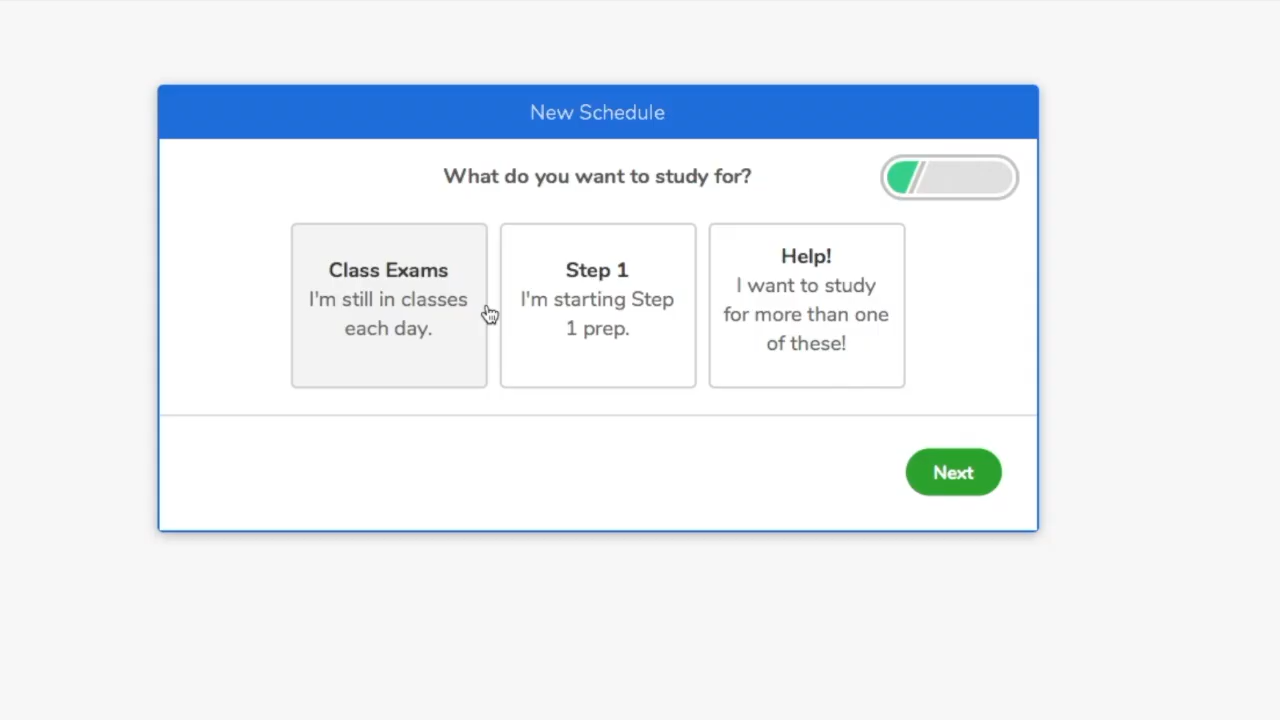 New Schedule
What do you want to study for?
Class Exams
I'm still in classes
each day.
Step 1
I'm starting Step
1 prep.
Help!
I want to study
for more than one
of these!
Next